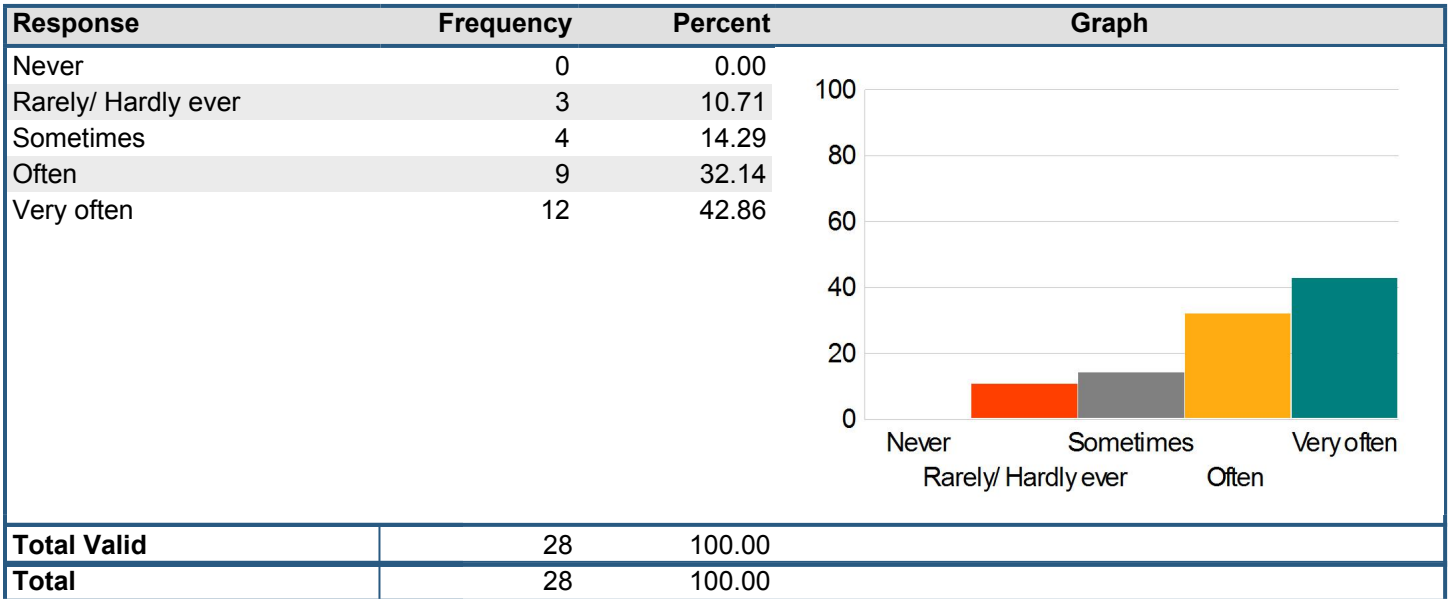 Response Frequency Percent Graph
Never 0 0.00
Rarely/ Hardly ever 3 10.71
Sometimes 4 14.29
Often 9 32.14
Very often 12 42.86
100
80
60
40
20
0
Never Sometimes Very often
Rarely/ Hardly ever Often
Total Valid 28 100.00
Total 28 100.00